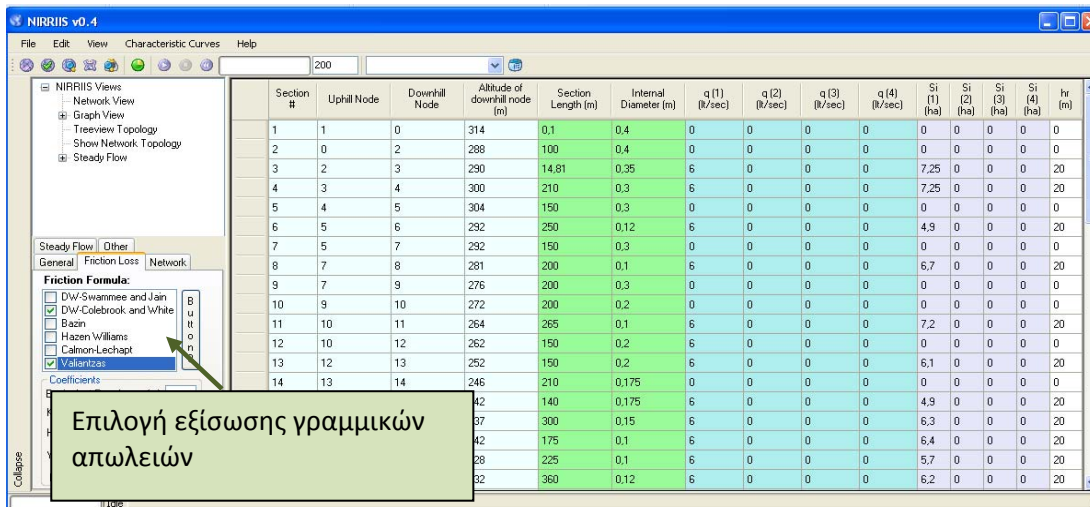 NIRRIIS v0.4
File Edit View Characteristic Curves Help
200
NIRRIIS Views
Network View
Graph View
Treeview Topology
Show Network Topology
Steady Flow
Steady Flow Other
General Friction Loss Network
Friction Formula:
DW-Swammee and Jain
DW-Colebrook and White
Bazin
Hazen Williams
Calmon-Lechapt
Valiantzas
Button
Coefficients
Collapse
Επιλογή εξίσωσης γραμμικών
απωλειών
Idle
Section # Uphill Node Downhill Node Altitude of downhill node (m) Section Length (m) Internal Diameter (m) q (1) (lt/sec) q (2) (lt/sec) q (3) (lt/sec) q (4) (lt/sec) Si (1) (ha) Si (2) (ha) Si (3) (ha) Si (4) (ha) hr (m)
1 1 0 314 0,1 0,4 0 0 0 0 0 0 0 0 0
2 0 2 288 100 0,4 0 0 0 0 0 0 0 0 0
3 2 3 290 14,81 0,35 6 0 0 0 7,25 0 0 0 20
4 3 4 300 210 0,3 6 0 0 0 7,25 0 0 0 20
5 4 5 304 150 0,3 0 0 0 0 0 0 0 0 0
6 5 6 292 250 0,12 6 0 0 0 4,9 0 0 0 20
7 5 7 292 150 0,3 0 0 0 0 0 0 0 0 0
8 7 8 281 200 0,1 6 0 0 0 6,7 0 0 0 20
9 7 9 276 200 0,3 0 0 0 0 0 0 0 0 0
10 9 10 272 200 0,2 0 0 0 0 0 0 0 0 0
11 10 11 264 265 0,1 6 0 0 0 7,2 0 0 0 20
12 10 12 262 150 0,2 0 0 0 0 0 0 0 0 0
13 12 13 252 150 0,2 6 0 0 0 6,1 0 0 0 20
14 13 14 246 210 0,175 0 0 0 0 0 0 0 0 0
42 140 0,175 6 0 0 0 4,9 0 0 0 20
37 300 0,15 6 0 0 0 6,3 0 0 0 20
42 175 0,1 6 0 0 0 6,4 0 0 0 20
28 225 0,1 6 0 0 0 5,7 0 0 0 20
32 360 0,12 6 0 0 0 6,2 0 0 0 20